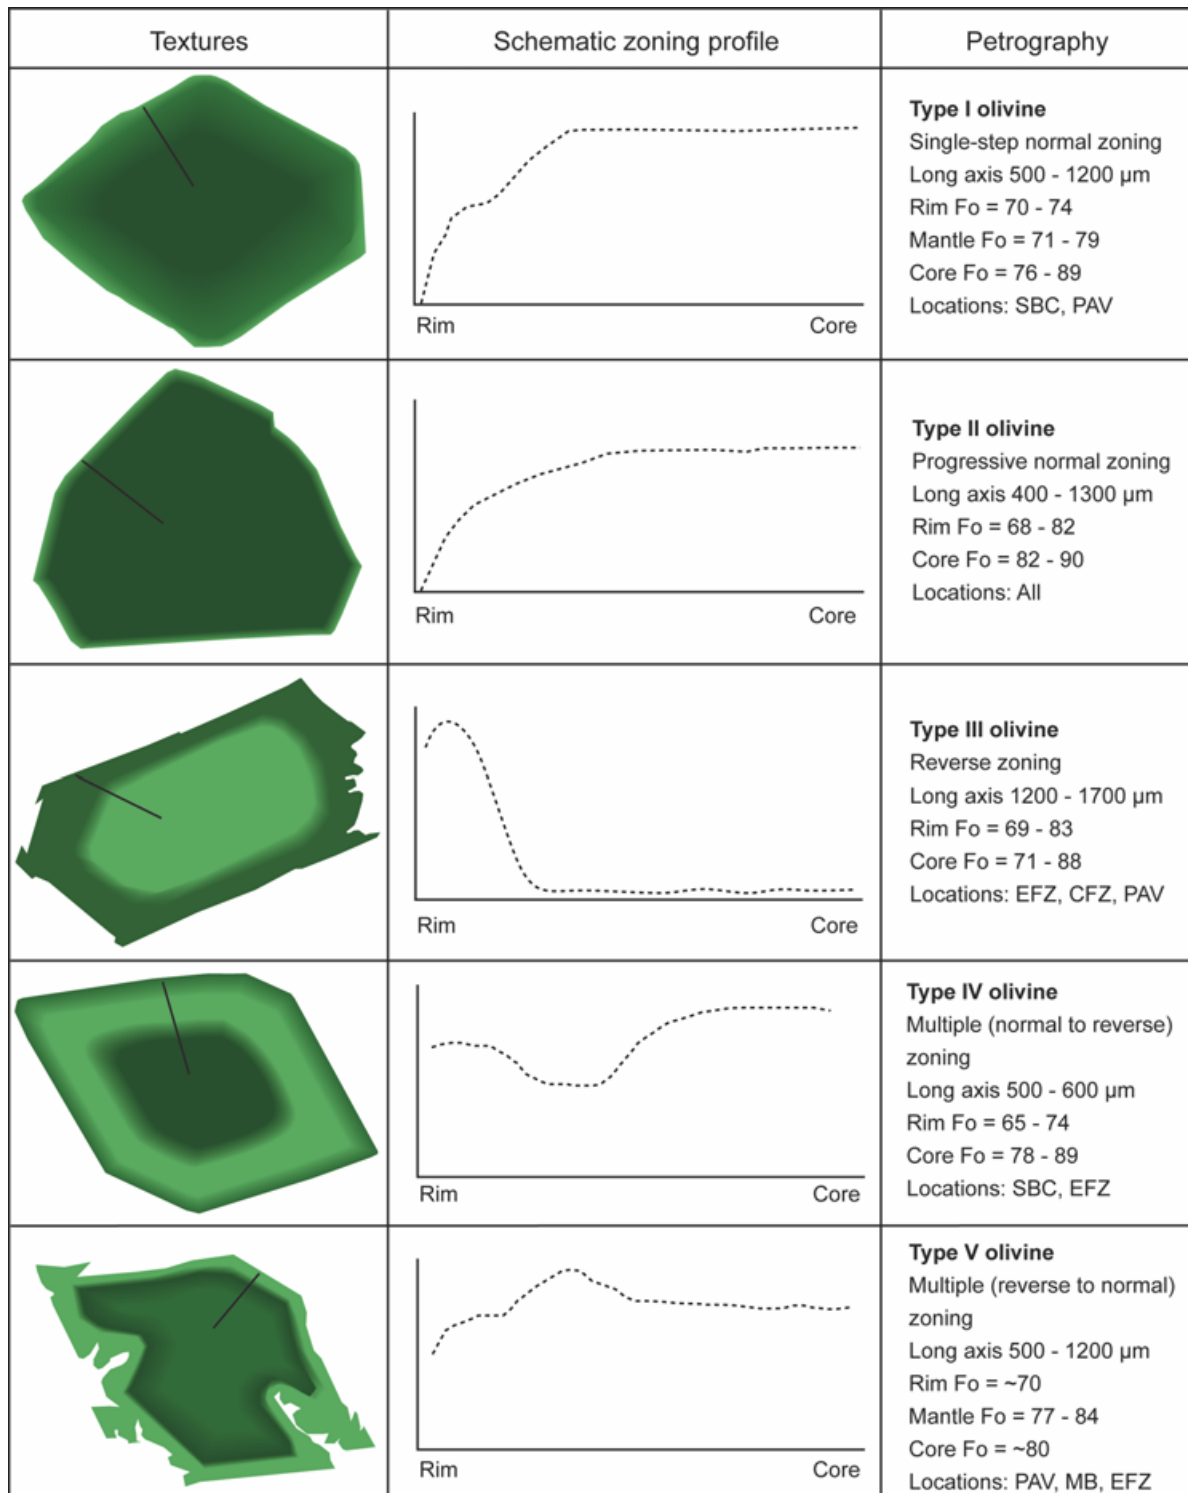 Textures
Schematic zoning profile
Petrography
Rim
Core
Type I olivine
Single-step normal zoning
Long axis 500 - 1200 µm
Rim Fo = 70 - 74
Mantle Fo = 71 - 79
Core Fo = 76 - 89
Locations: SBC, PAV
Rim
Core
Type II olivine
Progressive normal zoning
Long axis 400 - 1300 µm
Rim Fo = 68 - 82
Core Fo = 82 - 90
Locations: All
Rim
Core
Type III olivine
Reverse zoning
Long axis 1200 - 1700 µm
Rim Fo = 69 - 83
Core Fo = 71 - 88
Locations: EFZ, CFZ, PAV
Rim
Core
Type IV olivine
Multiple (normal to reverse)
zoning
Long axis 500 - 600 µm
Rim Fo = 65 - 74
Core Fo = 78 - 89
Locations: SBC, EFZ
Rim
Core
Type V olivine
Multiple (reverse to normal)
zoning
Long axis 500 - 1200 µm
Rim Fo = ~70
Mantle Fo = 77 - 84
Core Fo = ~80
Locations: PAV, MB, EFZ